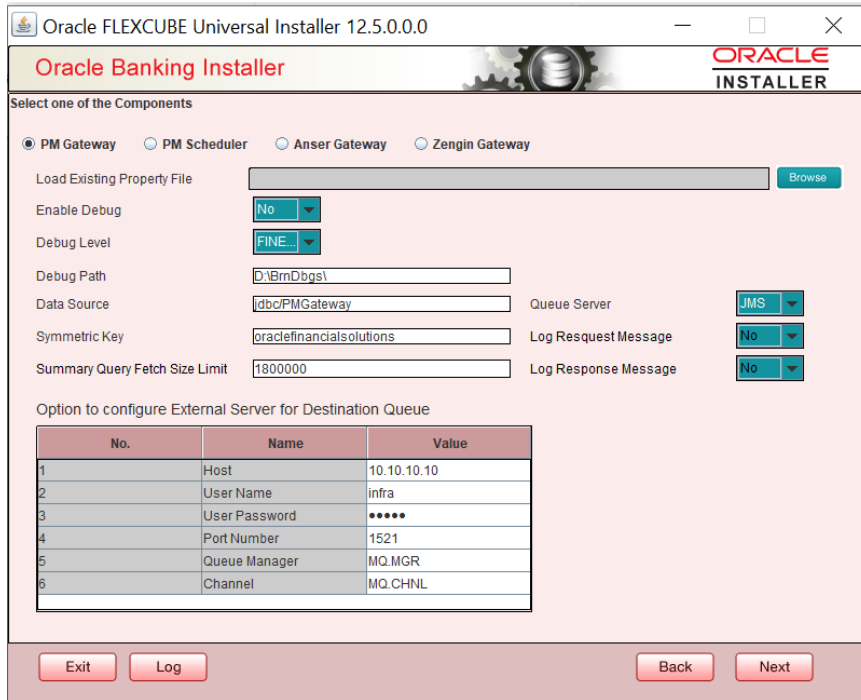 Oracle FLEXCUBE Universal Installer 12.5.0.0.0
Oracle Banking Installer
ORACLE
INSTALLER
Select one of the Components
PM Gateway PM Scheduler Anser Gateway Zengin Gateway
Load Existing Property File Browse
Enable Debug No
Debug Level FINE...
Debug Path D:\BrnDbgs\
Data Source jdbc/PMGateway Queue Server JMS
Symmetric Key oraclefinancialsolutions Log Resquest Message No
Summary Query Fetch Size Limit 1800000 Log Response Message No
Option to configure External Server for Destination Queue
No. Name Value
1 Host 10.10.10.10
2 User Name infra
3 User Password •••••
4 Port Number 1521
5 Queue Manager MQ.MGR
6 Channel MQ.CHNL
Exit Log Back Next